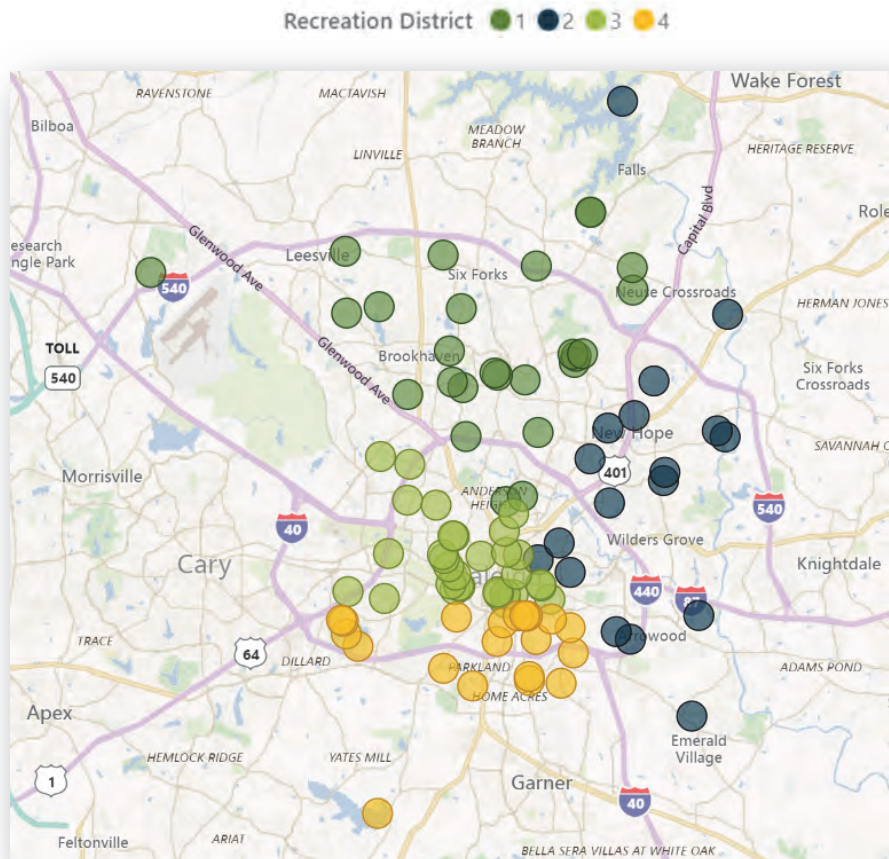 Recreation District 1 2 3 4
Wake Forest
RAVENSTONE
MACTAVISH
Bilboa
MEADOW
BRANCH
HERITAGE RESERVE
LINVILLE
Falls
Capital Blvd
Role
Glenwood Ave
esearch
ngle Park
Leesville
Six Forks
540
Neuse Crossroads
HERMAN JONES
TOLL
540
Glenwood Ave
Brookhaven
Six Forks
Crossroads
New Hope
SAVANNAH O
Morrisville
401
ANDERSON
HEIGHTS
540
40
Wilders Grove
Cary
Knightdale
440
87
TRACE
64
DILLARD
Arrowood
PARKLAND
ADAMS POND
HOME ACRES
Apex
Emerald
Village
HEMLOCK RIDGE
YATES MILL
1
Garner
40
Feltonville
ARIAT
BELLA SERA VILLAS AT WHITE OAK